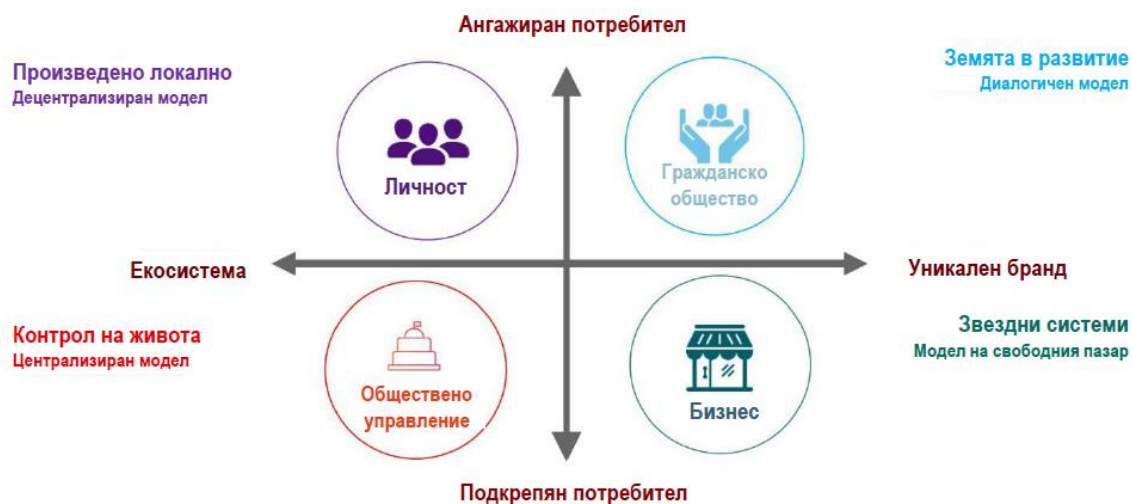 Ангажиран потребител
Произведено локално
Децентрализиран модел
Земята в развитие
Диалогичен модел
Личност
Гражданско
общество
Екосистема
Уникален бранд
Контрол на живота
Централизиран модел
Звездни системи
Модел на свободния пазар
Обществено
управление
Бизнес
Подкрепян потребител